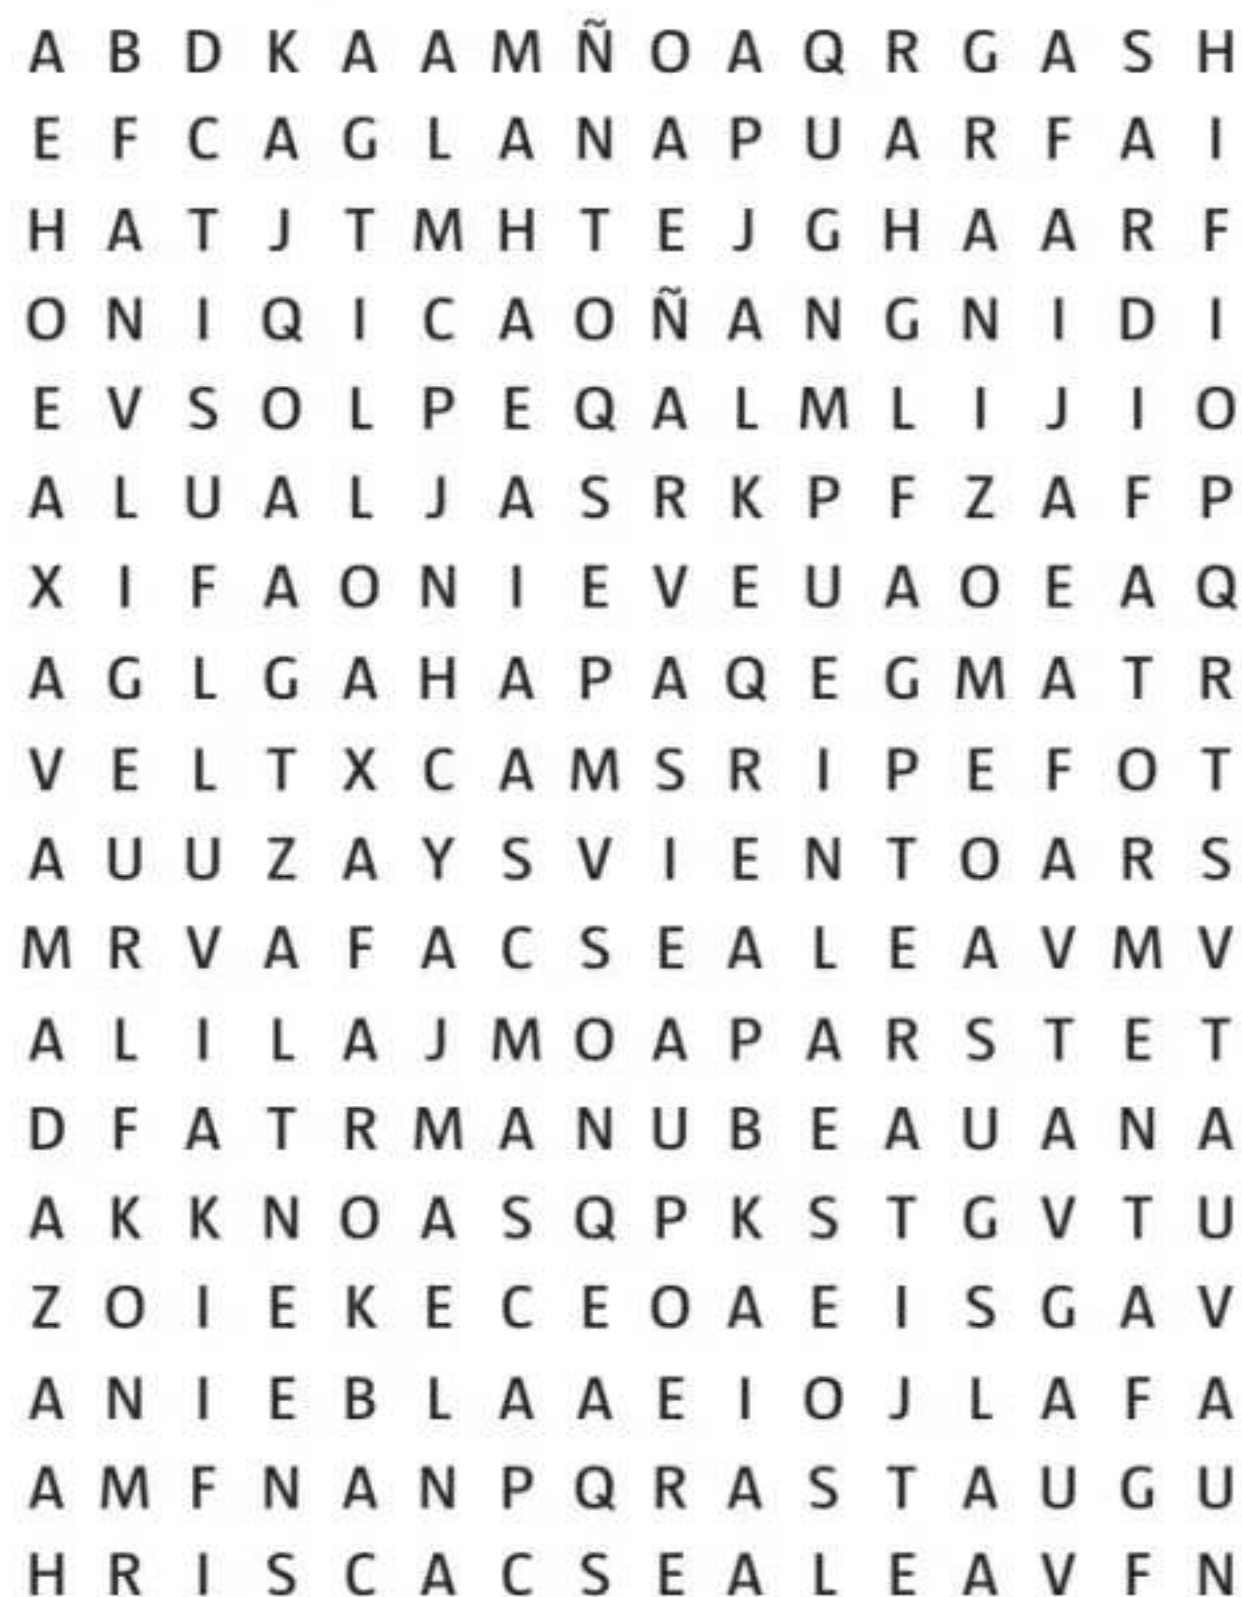 A B D K A A M Ñ O A Q R G A S H
E F C A G L A N A P U A R F A I
H A T J T M H T E J G H A A R F
O N I Q I C A O Ñ A N G N I D I
E V S O L P E Q A L M L I J I O
A L U A L J A S R K P F Z A F P
X I F A O N I E V E U A O E A Q
A G L G A H A P A Q E G M A T R
V E L T X C A M S R I P E F O T
A U U Z A Y S V I E N T O A R S
M R V A F A C S E A L E A V M V
A L I L A J M O A P A R S T E T
D F A T R M A N U B E A U A N A
A K K N O A S Q P K S T G V T U
Z O I E K E C E O A E I S G A V
A N I E B L A A E I O J L A F A
A M F N A N P Q R A S T A U G U
H R I S C A C S E A L E A V F N